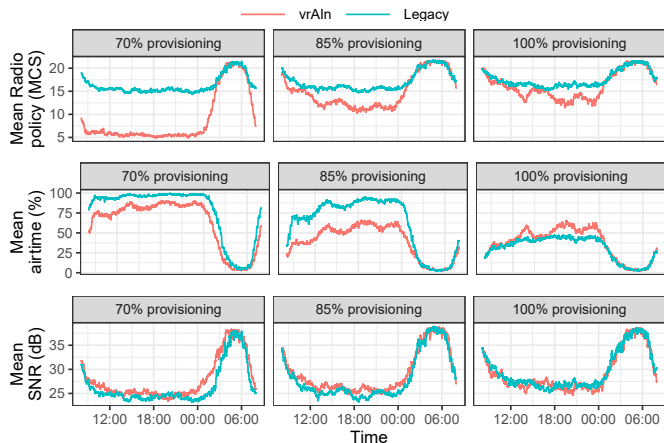 vrAIn Legacy
70% provisioning 85% provisioning 100% provisioning
Mean Radio
policy (MCS)
20
15
10
5
70% provisioning 85% provisioning 100% provisioning
Mean
airtime (%)
100
75
50
25
0
70% provisioning 85% provisioning 100% provisioning
Mean
SNR (dB)
35
30
25
12:00 18:00 00:00 06:00 12:00 18:00 00:00 06:00 12:00 18:00 00:00 06:00
Time